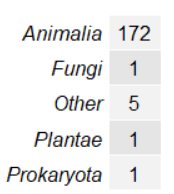 Animalia 172
Fungi 1
Other 5
Plantae 1
Prokaryota 1